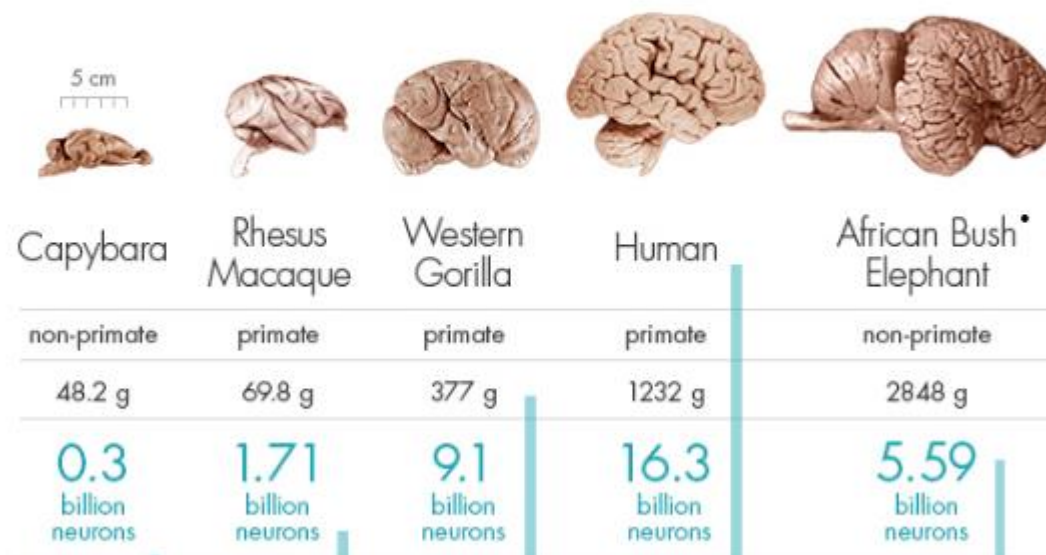 5 cm
Capybara
Rhesus
Macaque
Western
Gorilla
Human
African Bush•
Elephant
non-primate
primate
primate
primate
non-primate
48.2 g
69.8 g
377 g
1232 g
2848 g
0.3
billion
neurons
1.71
billion
neurons
9.1
billion
neurons
16.3
billion
neurons
5.59
billion
neurons